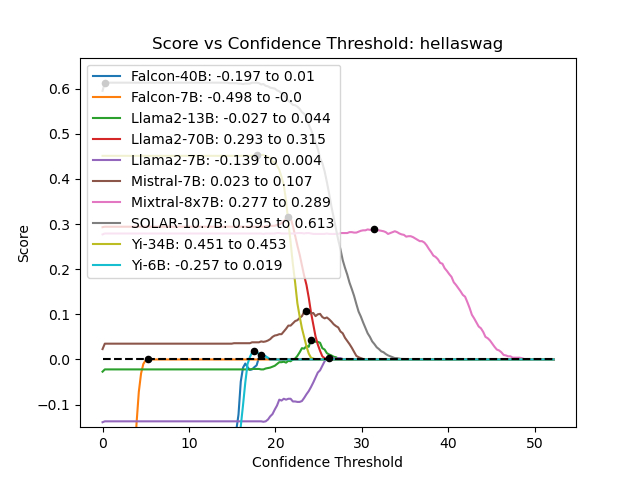 Score vs Confidence Threshold: hellaswag
Falcon-40B: -0.197 to 0.01
Falcon-7B: -0.498 to -0.0
Llama2-13B: -0.027 to 0.044
Llama2-70B: 0.293 to 0.315
Llama2-7B: -0.139 to 0.004
Mistral-7B: 0.023 to 0.107
Mixtral-8x7B: 0.277 to 0.289
SOLAR-10.7B: 0.595 to 0.613
Yi-34B: 0.451 to 0.453
Yi-6B: -0.257 to 0.019
Score
0.6
0.5
0.4
0.3
0.2
0.1
0.0
−0.1
0 10 20 30 40 50
Confidence Threshold